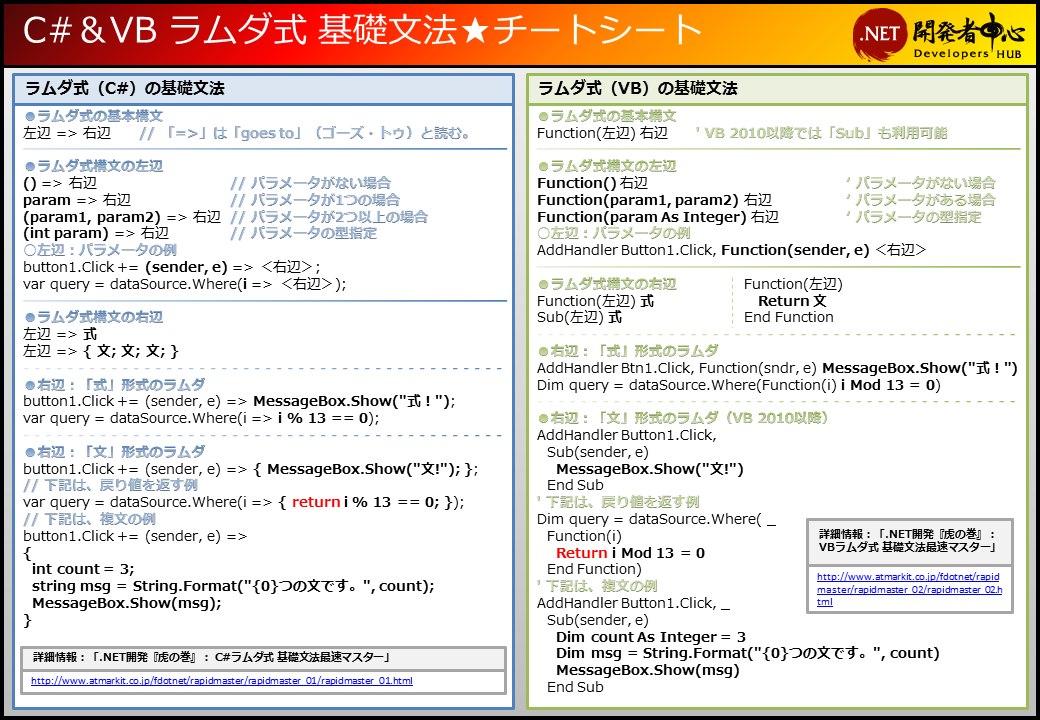 C#＆VB ラムダ式 基礎文法★チートシート
.NET 開発者中心
Developers HUB
ラムダ式（C#）の基礎文法
●ラムダ式の基本構文
左辺 => 右辺 // 「=>」は「goes to」（ゴーズ・トゥ）と読む。
●ラムダ式構文の左辺
() => 右辺 // パラメータがない場合
param => 右辺 // パラメータが1つの場合
(param1, param2) => 右辺 // パラメータが2つ以上の場合
(int param) => 右辺 // パラメータの型指定
○左辺：パラメータの例
button1.Click += (sender, e) => ＜右辺＞;
var query = dataSource.Where(i => ＜右辺＞);
●ラムダ式構文の右辺
左辺 => 式
左辺 => { 文; 文; 文; }
●右辺：「式」形式のラムダ
button1.Click += (sender, e) => MessageBox.Show("式！");
var query = dataSource.Where(i => i % 13 == 0);
●右辺：「文」形式のラムダ
button1.Click += (sender, e) => { MessageBox.Show("文!"); };
// 下記は、戻り値を返す例
var query = dataSource.Where(i => { return i % 13 == 0; });
// 下記は、複文の例
button1.Click += (sender, e) =>
{
int count = 3;
string msg = String.Format("{0}つの文です。", count);
MessageBox.Show(msg);
}
詳細情報：「.NET開発『虎の巻』： C#ラムダ式 基礎文法最速マスター」
http://www.atmarkit.co.jp/fdotnet/rapidmaster/rapidmaster_01/rapidmaster_01.html
ラムダ式（VB）の基礎文法
●ラムダ式の基本構文
Function(左辺) 右辺 ' VB 2010以降では「Sub」も利用可能
●ラムダ式構文の左辺
Function() 右辺 ‘ パラメータがない場合
Function(param1, param2) 右辺 ‘ パラメータがある場合
Function(param As Integer) 右辺 ‘ パラメータの型指定
○左辺：パラメータの例
AddHandler Button1.Click, Function(sender, e) ＜右辺＞
●ラムダ式構文の右辺
Function(左辺) 式
Sub(左辺) 式
Function(左辺)
Return 文
End Function
●右辺：「式」形式のラムダ
AddHandler Btn1.Click, Function(sndr, e) MessageBox.Show("式！")
Dim query = dataSource.Where(Function(i) i Mod 13 = 0)
●右辺：「文」形式のラムダ（VB 2010以降）
AddHandler Button1.Click,
Sub(sender, e)
MessageBox.Show("文!")
End Sub
' 下記は、戻り値を返す例
Dim query = dataSource.Where( _
Function(i)
Return i Mod 13 = 0
End Function)
' 下記は、複文の例
AddHandler Button1.Click, _
Sub(sender, e)
Dim count As Integer = 3
Dim msg = String.Format("{0}つの文です。", count)
MessageBox.Show(msg)
End Sub
詳細情報：「.NET開発『虎の巻』：
VBラムダ式 基礎文法最速マスター」
http://www.atmarkit.co.jp/fdotnet/rapid
master/rapidmaster_02/rapidmaster_02.h
tml